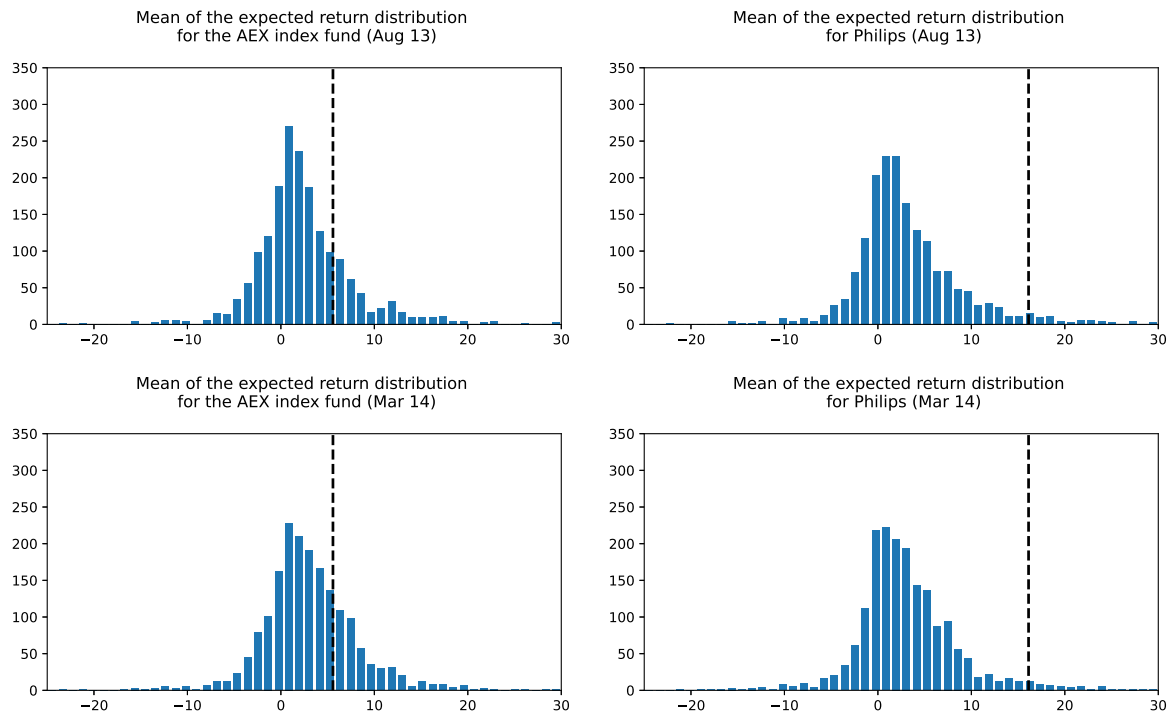 Mean of the expected return distribution
for the AEX index fund (Aug 13)
350
300
250
200
150
100
50
0
−20 −10 0 10 20 30
Mean of the expected return distribution
for Philips (Aug 13)
350
300
250
200
150
100
50
0
−20 −10 0 10 20 30
Mean of the expected return distribution
for the AEX index fund (Mar 14)
350
300
250
200
150
100
50
0
−20 −10 0 10 20 30
Mean of the expected return distribution
for Philips (Mar 14)
350
300
250
200
150
100
50
0
−20 −10 0 10 20 30